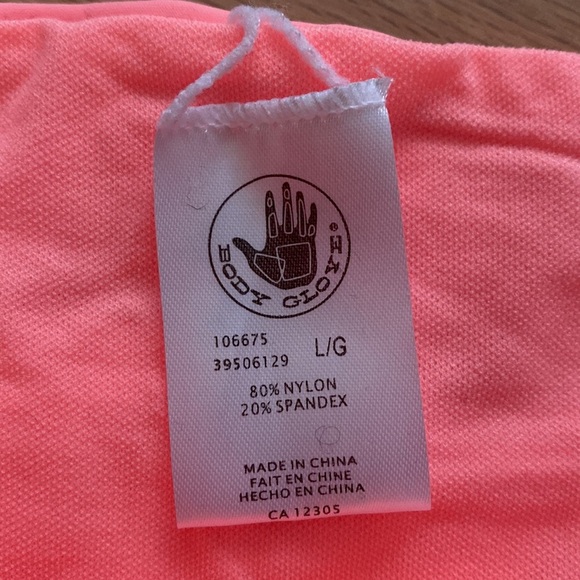 BODY GLOVE®
106675
39506129 L/G
80% NYLON
20% SPANDEX
MADE IN CHINA
FAIT EN CHINE
HECHO EN CHINA
CA 12305